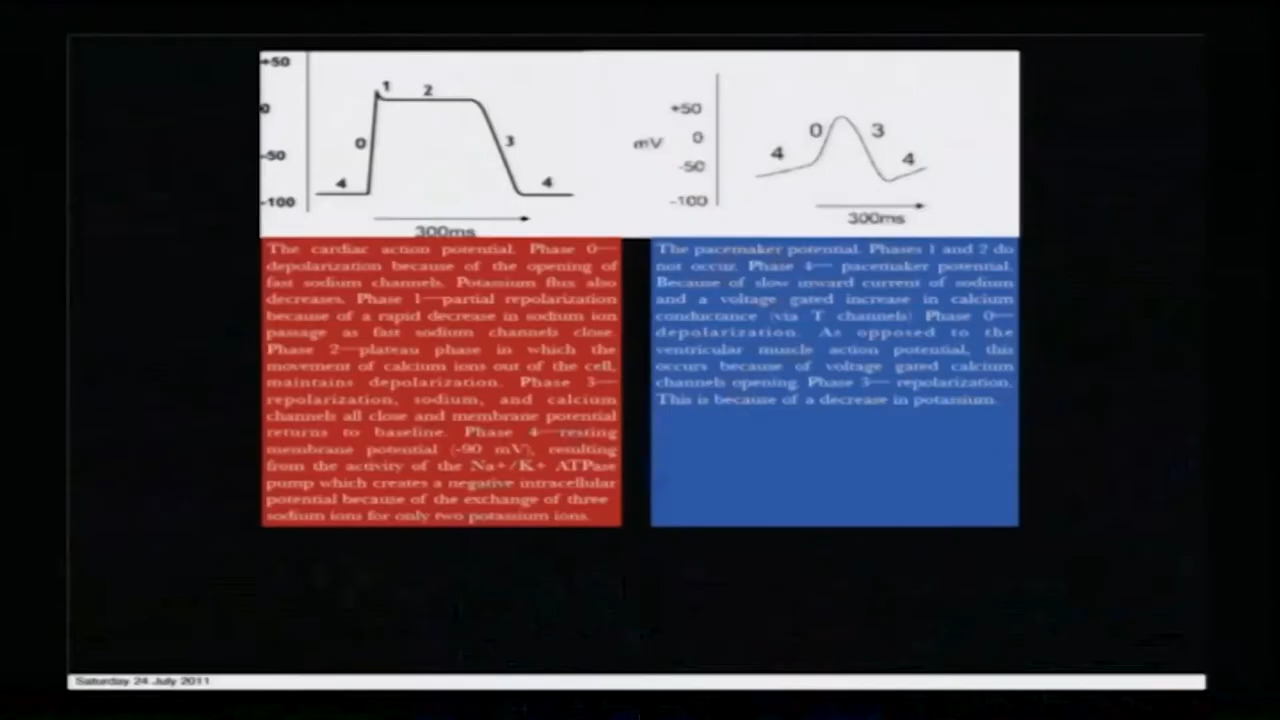 +50
0
-50
-100
1
2
0
3
4
4
300ms
mV
+50
0
-50
-100
4
0
3
4
300ms
The cardiac action potential. Phase 0—
depolarization because of the opening of
fast sodium channels. Potassium flux also
decreases. Phase 1—partial repolarization
because of a rapid decrease in sodium ion
passage as fast sodium channels close.
Phase 2—plateau phase in which the
movement of calcium ions out of the cell,
maintains depolarization. Phase 3—
repolarization, sodium, and calcium
channels all close and membrane potential
returns to baseline. Phase 4—resting
membrane potential (-90 mV), resulting
from the activity of the Na+/K+ ATPase
pump which creates a negative intracellular
potential because of the exchange of three
sodium ions for only two potassium ions.
The pacemaker potential. Phases 1 and 2 do
not occur. Phase 4— pacemaker potential.
Because of slow inward current of sodium
and a voltage gated increase in calcium
conductance (via T channels) Phase 0—
depolarization. As opposed to the
ventricular muscle action potential, this
occurs because of voltage gated calcium
channels opening. Phase 3— repolarization.
This is because of a decrease in potassium.
Saturday 24 July 2011